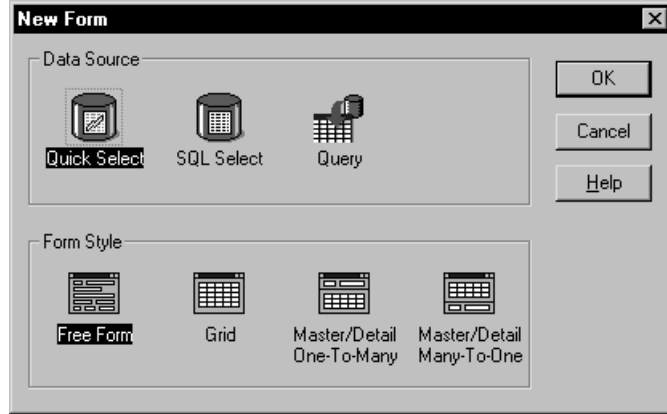 New Form
Data Source
Quick Select
SQL Select
Query
OK
Cancel
Help
Form Style
Free Form
Grid
Master/Detail
One-To-Many
Master/Detail
Many-To-One